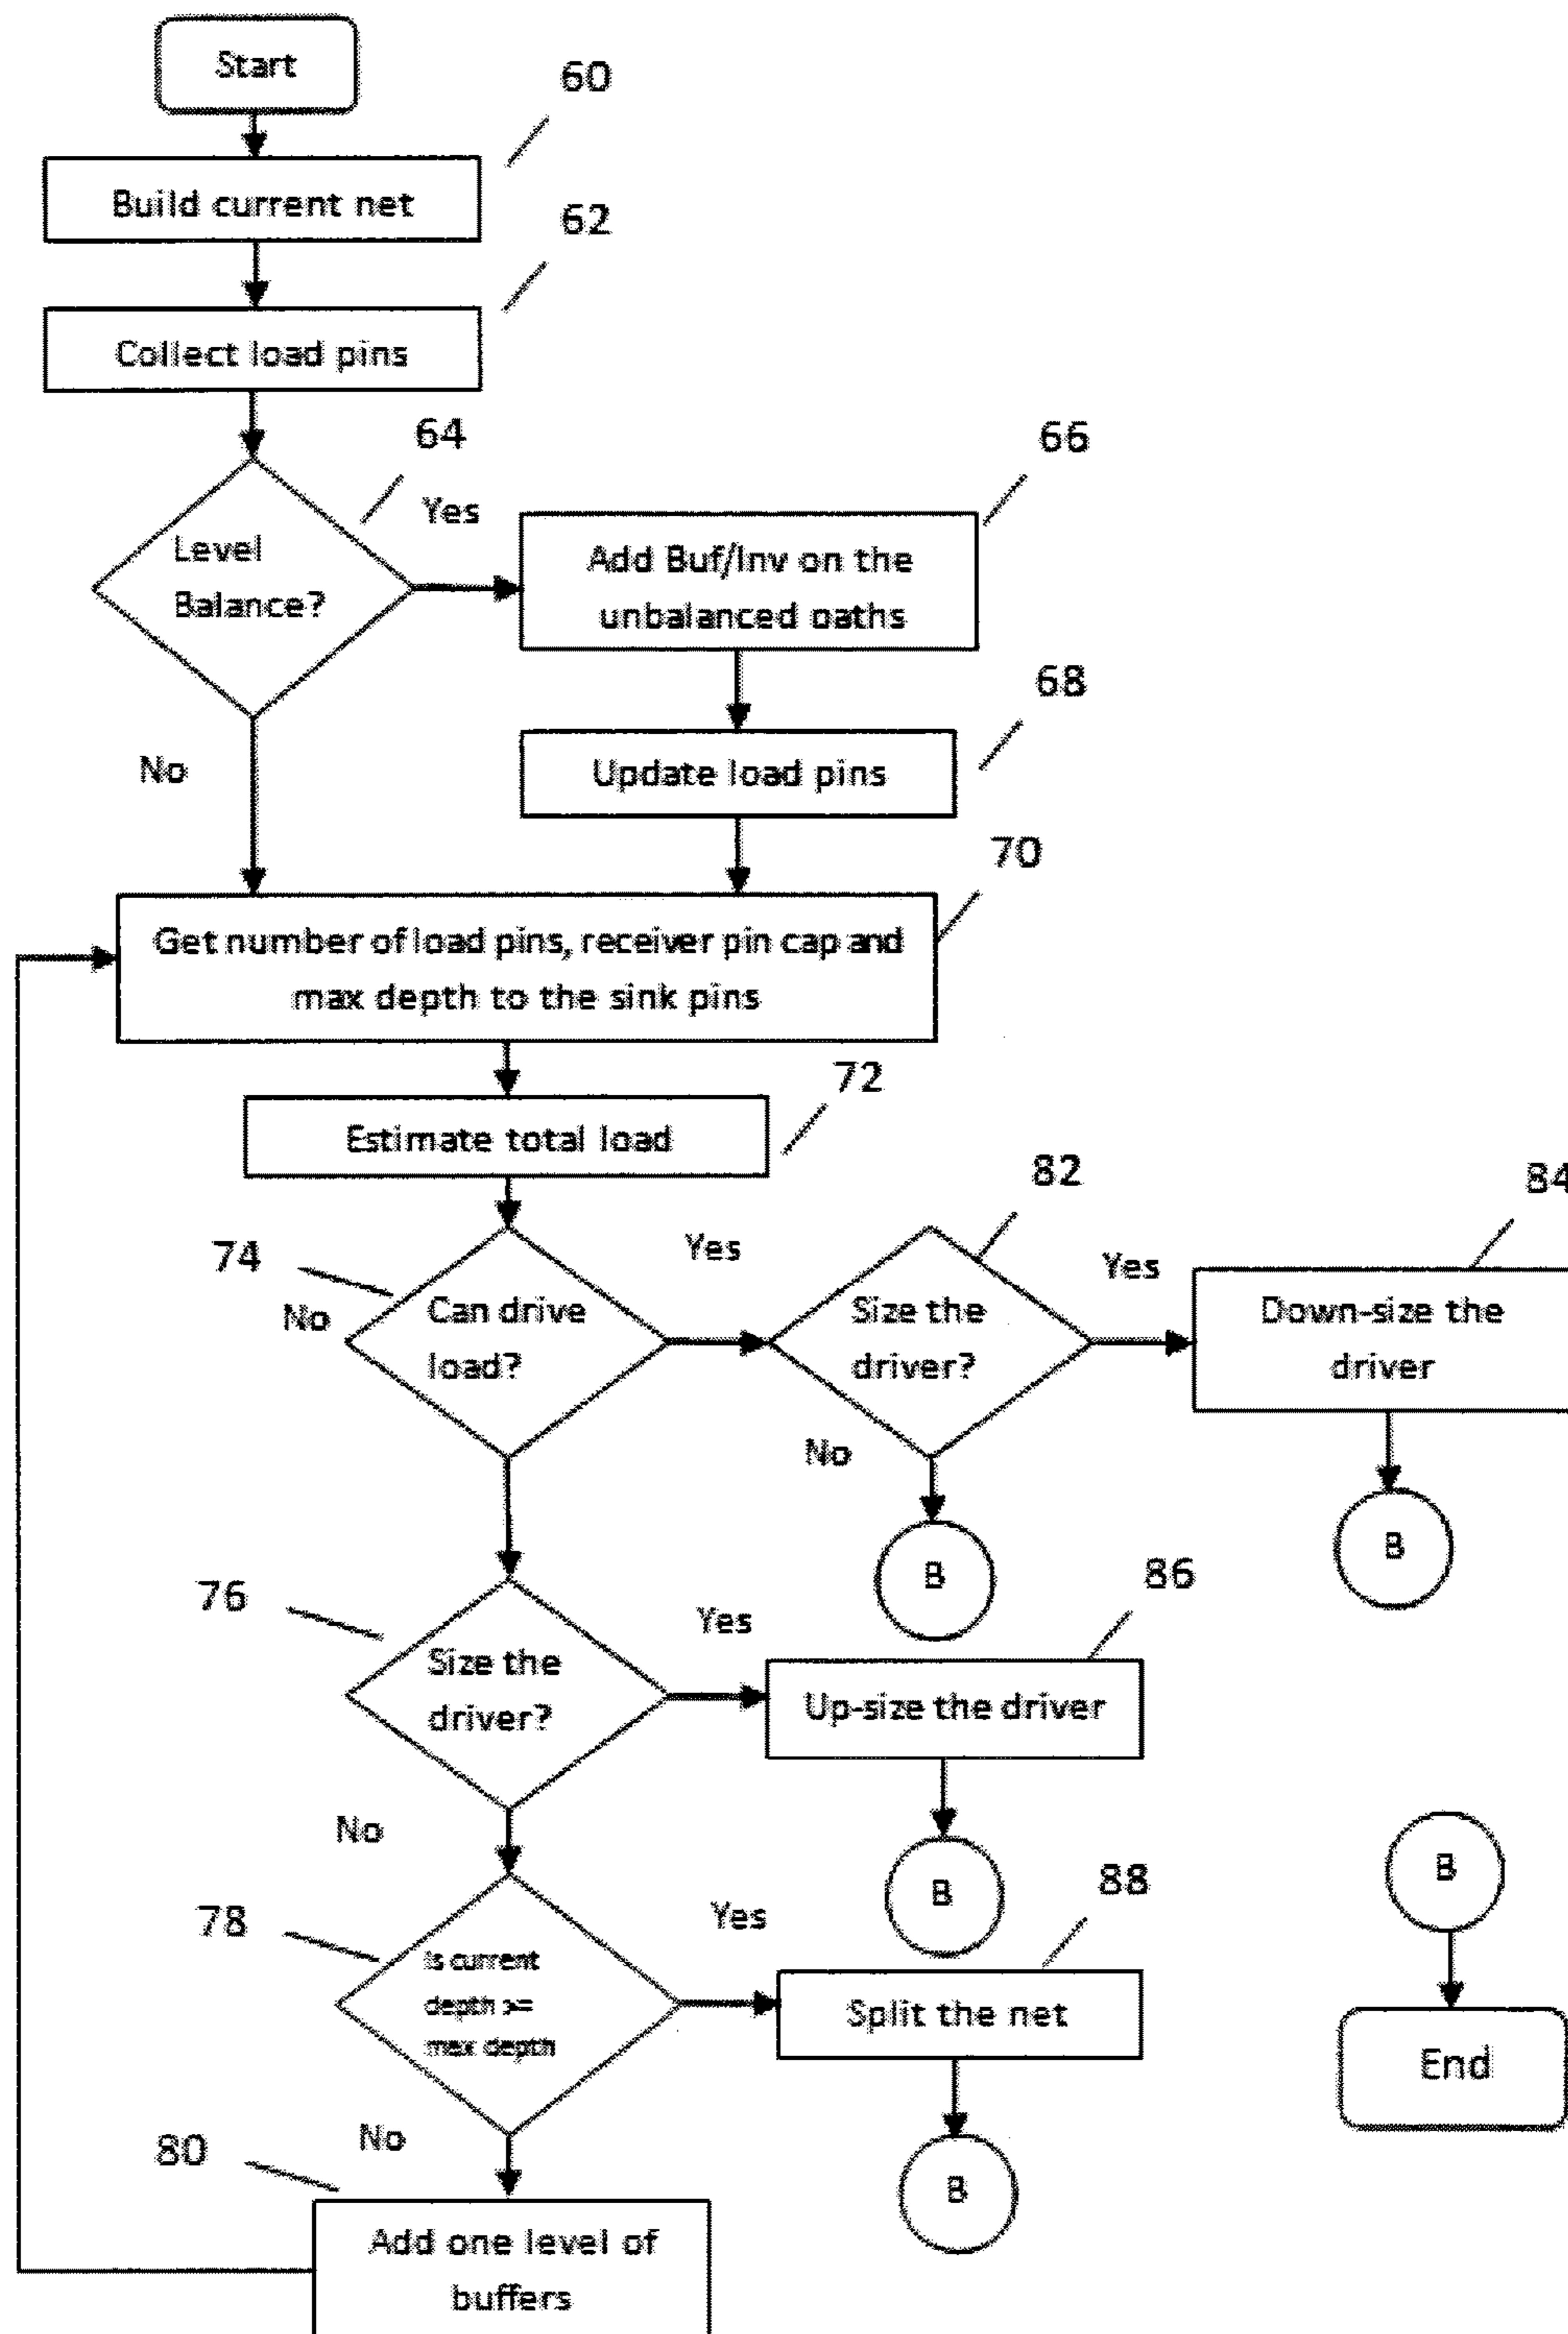 Start
60
Build current net
62
Collect load pins
64
66
Yes
Level
Balance?
Add Buf/Inv on the
unbalanced oaths
68
No
Update load pins
70
Get number of load pins, receiver pin cap and
max depth to the sink pins
72
Estimate total load
82
84
74
Yes
Yes
No
Can drive
load?
Size the
driver?
Down-size the
driver
No
B
B
76
86
Yes
Size the
driver?
Up-size the driver
No
B
B
78
88
Yes
Is current
depth >=
max depth
Split the net
End
No
80
B
Add one level of
buffers